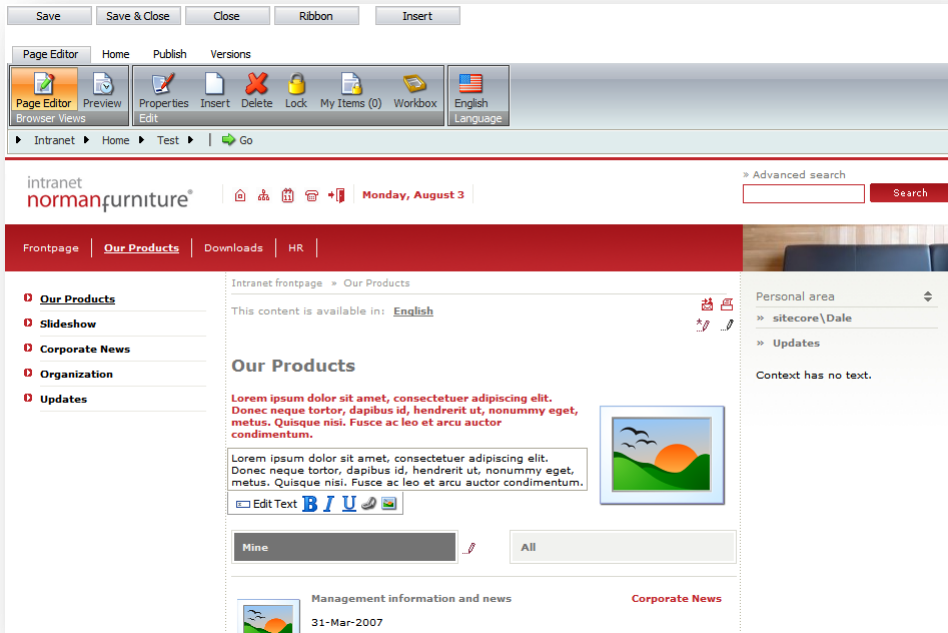 Save Save & Close Close Ribbon Insert
Page Editor Home Publish Versions
Page Editor Preview Properties Insert Delete Lock My Items (0) Workbox English
Browser Views Edit Language
Intranet Home Test Go
» Advanced search
intranet
normanfurniture®
11
Monday, August 3
Search
Frontpage Our Products Downloads HR
Our Products
Slideshow
Corporate News
Organization
Updates
Intranet frontpage » Our Products
This content is available in: English
Our Products
Lorem ipsum dolor sit amet, consectetuer adipiscing elit.
Donec neque tortor, dapibus id, hendrerit ut, nonummy eget,
metus. Quisque nisi. Fusce ac leo et arcu auctor
condimentum.
Lorem ipsum dolor sit amet, consectetuer adipiscing elit.
Donec neque tortor, dapibus id, hendrerit ut, nonummy eget,
metus. Quisque nisi. Fusce ac leo et arcu auctor condimentum.
Edit Text B I U
Mine All
Management information and news Corporate News
31-Mar-2007
Personal area
» sitecore\Dale
» Updates
Context has no text.